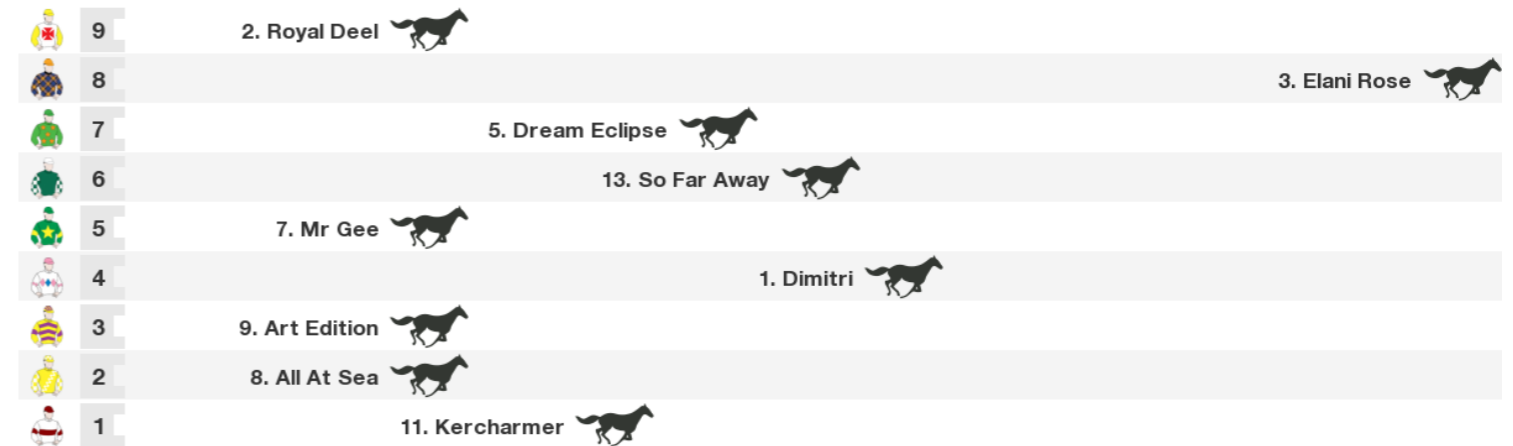 9 2. Royal Deel
8 3. Elani Rose
7 5. Dream Eclipse
6 13. So Far Away
5 7. Mr Gee
4 1. Dimitri
3 9. Art Edition
2 8. All At Sea
1 11. Kercharmer